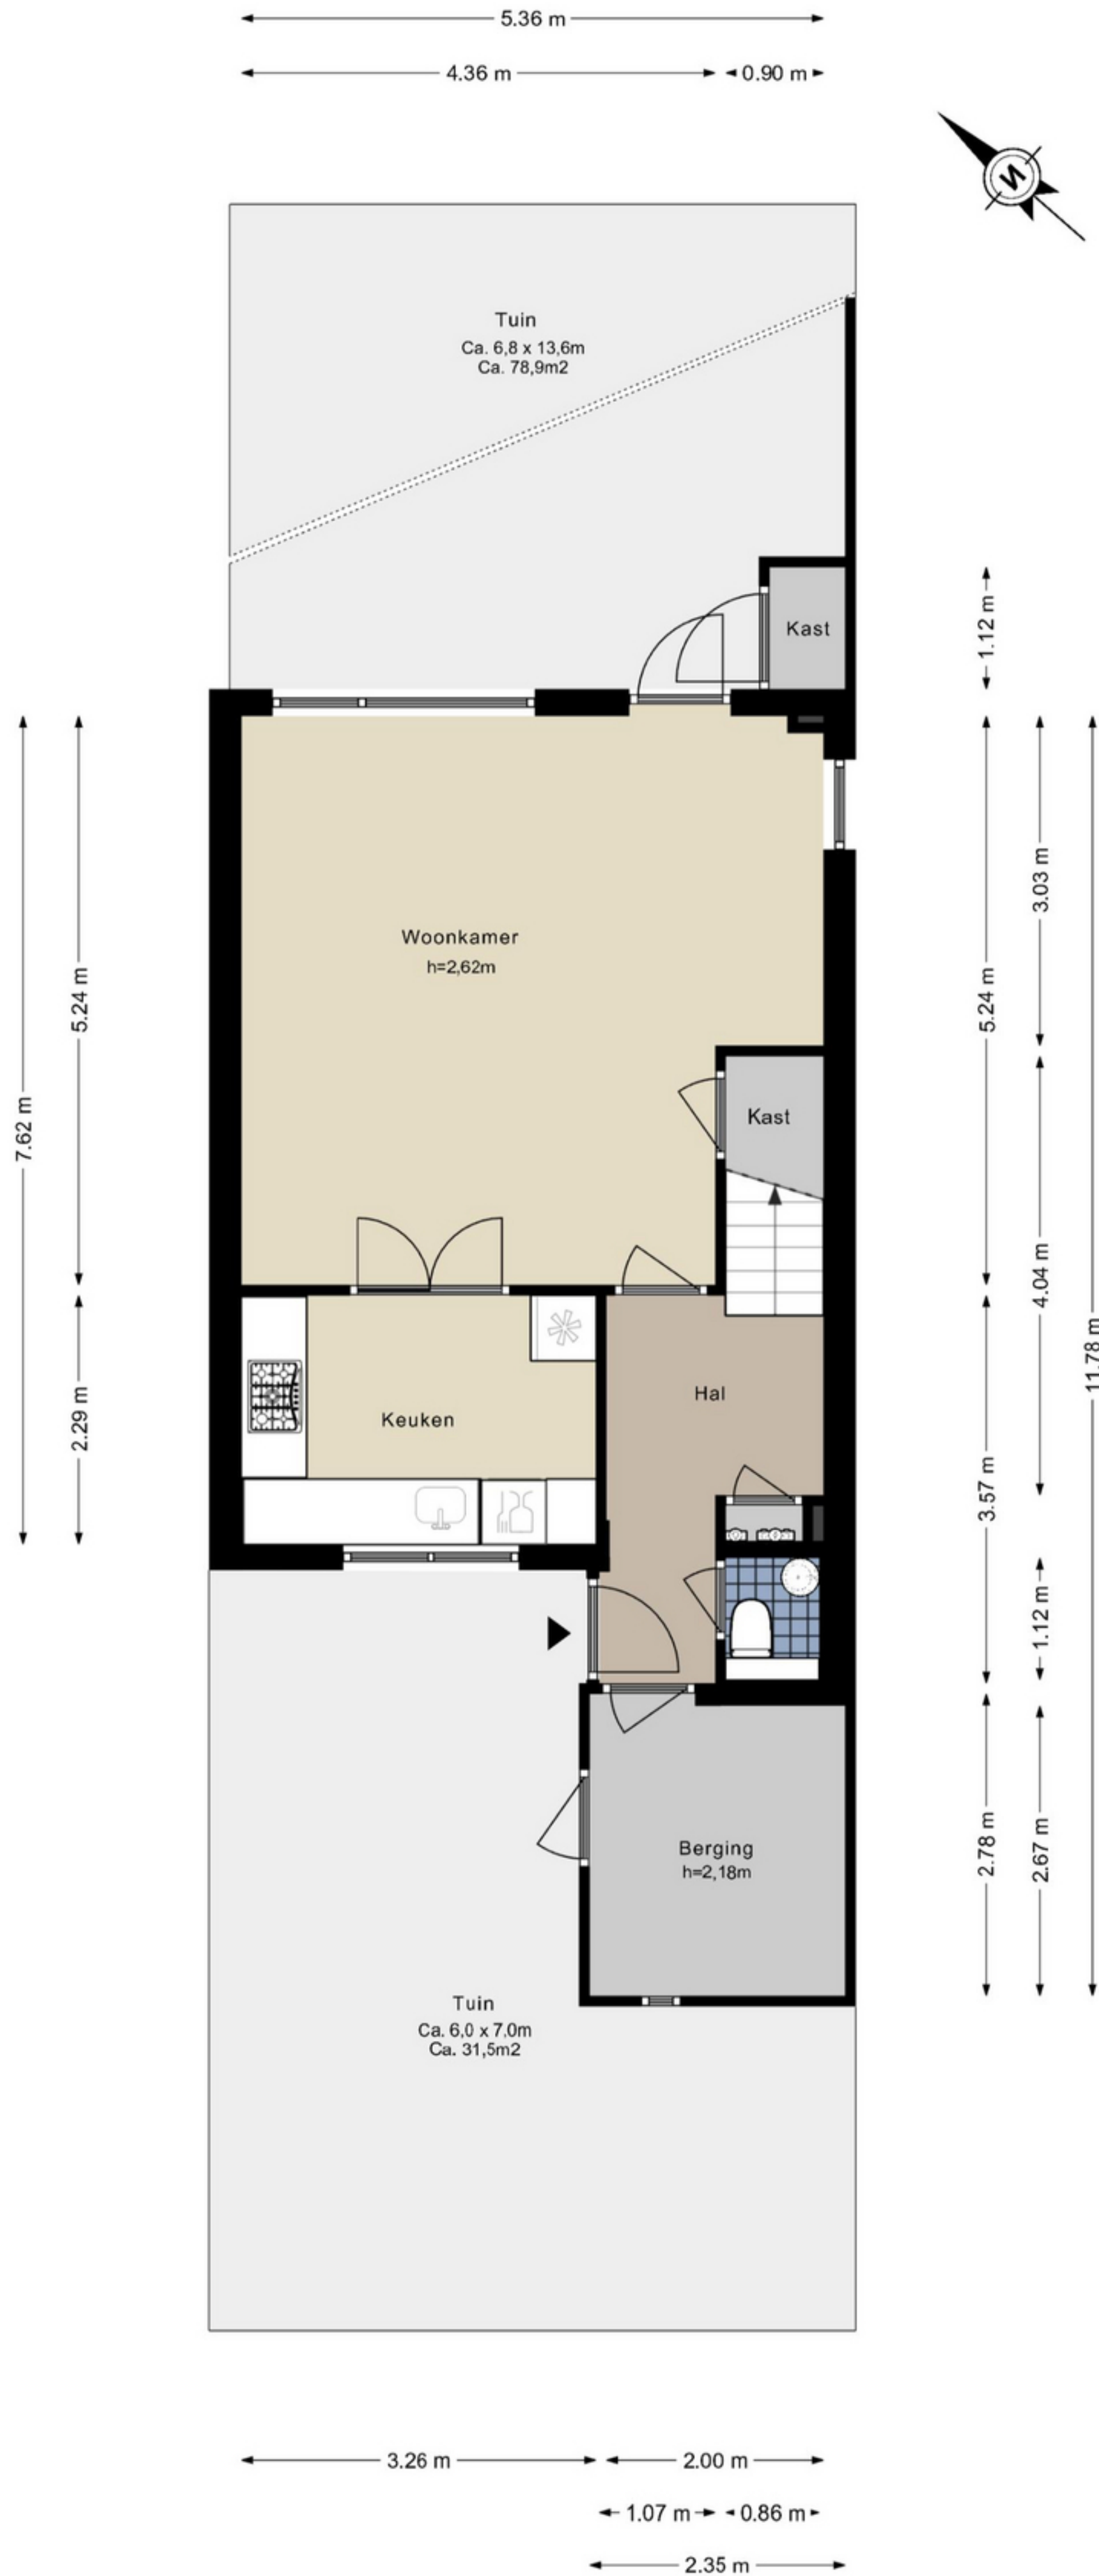 5.36 m
4.36 m
0.90 m
N
Tuin
Ca. 6,8 x 13,6m
Ca. 78,9m2
Kast
1.12 m
Woonkamer
h=2,62m
3.03 m
5.24 m
5.24 m
7.62 m
Kast
4.04 m
11.78 m
Hal
Keuken
2.29 m
3.57 m
1.12 m
Berging
h=2,18m
2.78 m
2.67 m
Tuin
Ca. 6,0 x 7,0m
Ca. 31,5m2
3.26 m
2.00 m
1.07 m
0.86 m
2.35 m